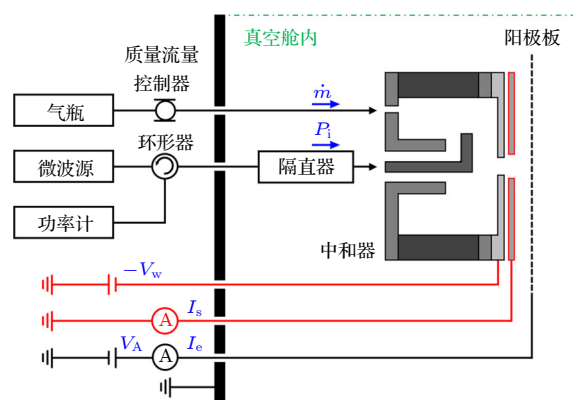 真空舱内
阳极板
质量流量
控制器
ṁ
气瓶
环形器
Pi
微波源
隔直器
功率计
中和器
−Vw
A
Is
VA
A
Ie